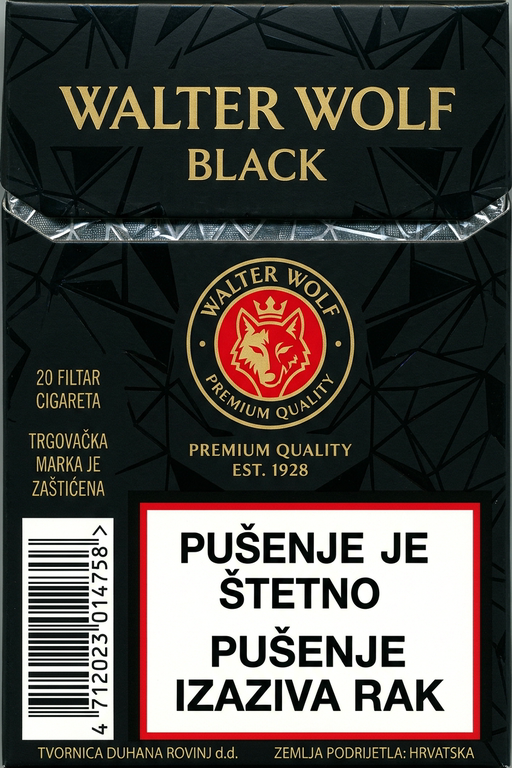 WALTER WOLF
BLACK
WALTER WOLF
PREMIUM QUALITY
PREMIUM QUALITY
EST. 1928
20 FILTAR
CIGARETA
TRGOVAČKA
MARKA JE
ZAŠTIĆENA
4 712023 014758 >
PUŠENJE JE
ŠTETNO
PUŠENJE
IZAZIVA RAK
TVORNICA DUHANA ROVINJ d.d.
ZEMLJA PODRIJETLA: HRVATSKA